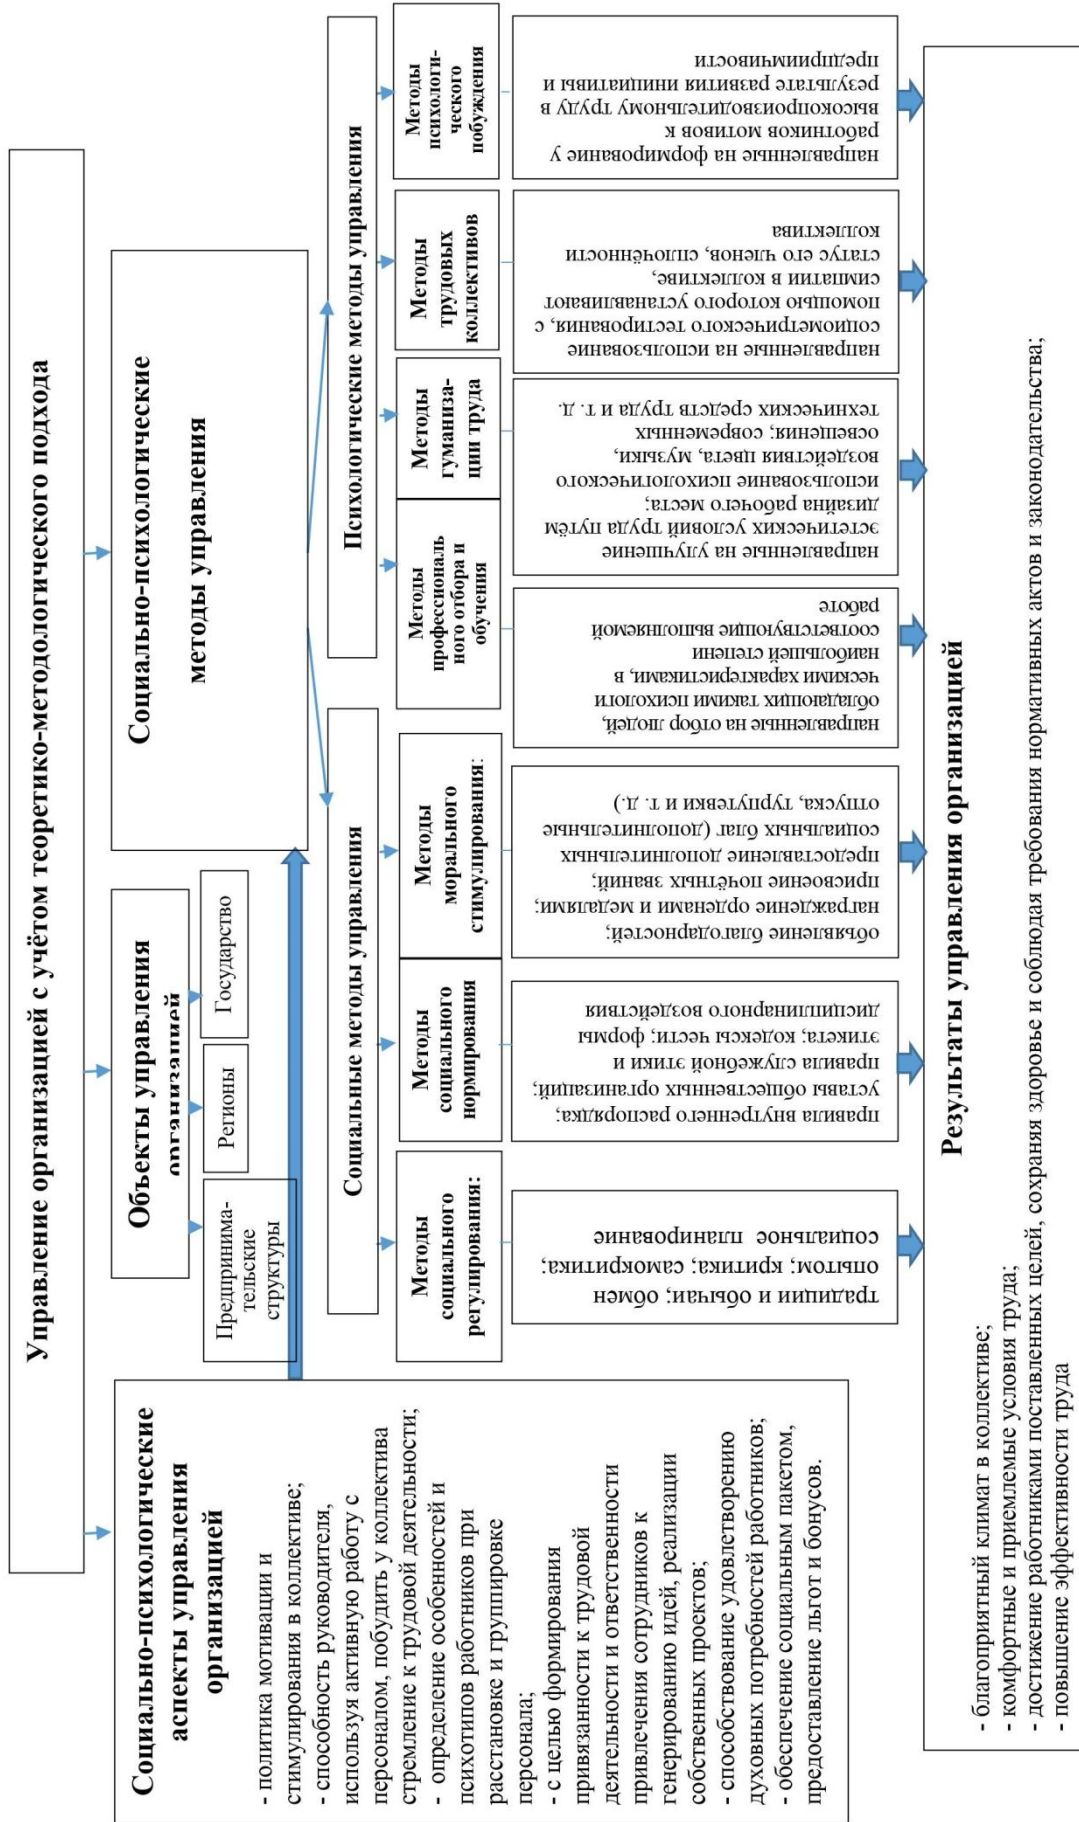 Управление организацией с учётом теоретико-методологического подхода
Социально-психологические
аспекты управления
организацией
- политика мотивации и
стимулирования в коллективе;
- способность руководителя,
используя активную работу с
персоналом, побудить у коллектива
стремление к трудовой деятельности;
- определение особенностей и
психотипов работников при
расстановке и группировке
персонала;
- с целью формирования
привязанности к трудовой
деятельности и ответственности
привлечения сотрудников к
генерированию идей, реализации
собственных проектов;
- способствование удовлетворению
духовных потребностей работников;
- обеспечение социальным пакетом,
предоставление льгот и бонусов.
Объекты управления
организацией
Предпринима-
тельские
структуры
Регионы
Государство
Социально-психологические
методы управления
Социальные методы управления
Психологические методы управления
Методы
социального
регулирования:
Методы
социального
нормирования
Методы
морального
стимулирования:
Методы
профессиональ
ного отбора и
обучения
Методы
гуманиза-
ции труда
Методы
трудовых
коллективов
Методы
психологи-
ческого
побуждения
традиции и обычаи; обмен
опытом; критика; самокритика;
социальное планирование
правила внутреннего распорядка;
уставы общественных организаций;
правила служебной этики и
этикета; кодексы чести; формы
дисциплинарного воздействия
объявление благодарностей;
награждение орденами и медалями;
присвоение почётных званий;
предоставление дополнительных
социальных благ (дополнительные
отпуска, турпутевки и т. д.)
направленные на отбор людей,
обладающих такими психологи
ческими характеристиками, в
наибольшей степени
соответствующие выполняемой
работе
направленные на улучшение
эстетических условий труда путём
дизайна рабочего места;
использование психологического
воздействия цвета, музыки,
освещения; современных
технических средств труда и т. д.
направленные на использование
социометрического тестирования, с
помощью которого устанавливают
симпатии в коллективе,
статус его членов, сплочённости
коллектива
направленные на формирование у
работников мотивов к
высокопроизводительному труду в
результате развития инициативы и
предприимчивости
Результаты управления организацией
- благоприятный климат в коллективе;
- комфортные и приемлемые условия труда;
- достижение работниками поставленных целей, сохраняя здоровье и соблюдая требования нормативных актов и законодательства;
- повышение эффективности труда